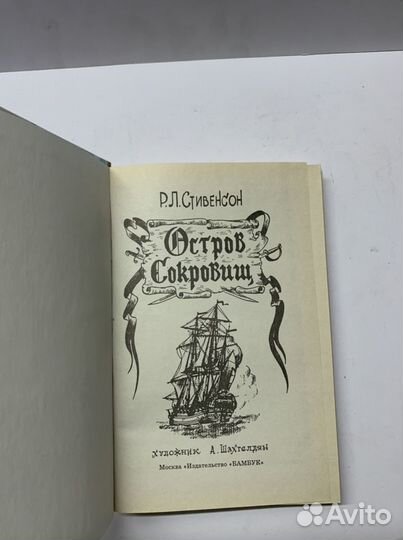 Р.Л.Стивенсон
Остров
Сокровищ
художник А. Шахгелдян
Москва «Издательство «БАМБУК»
Avito